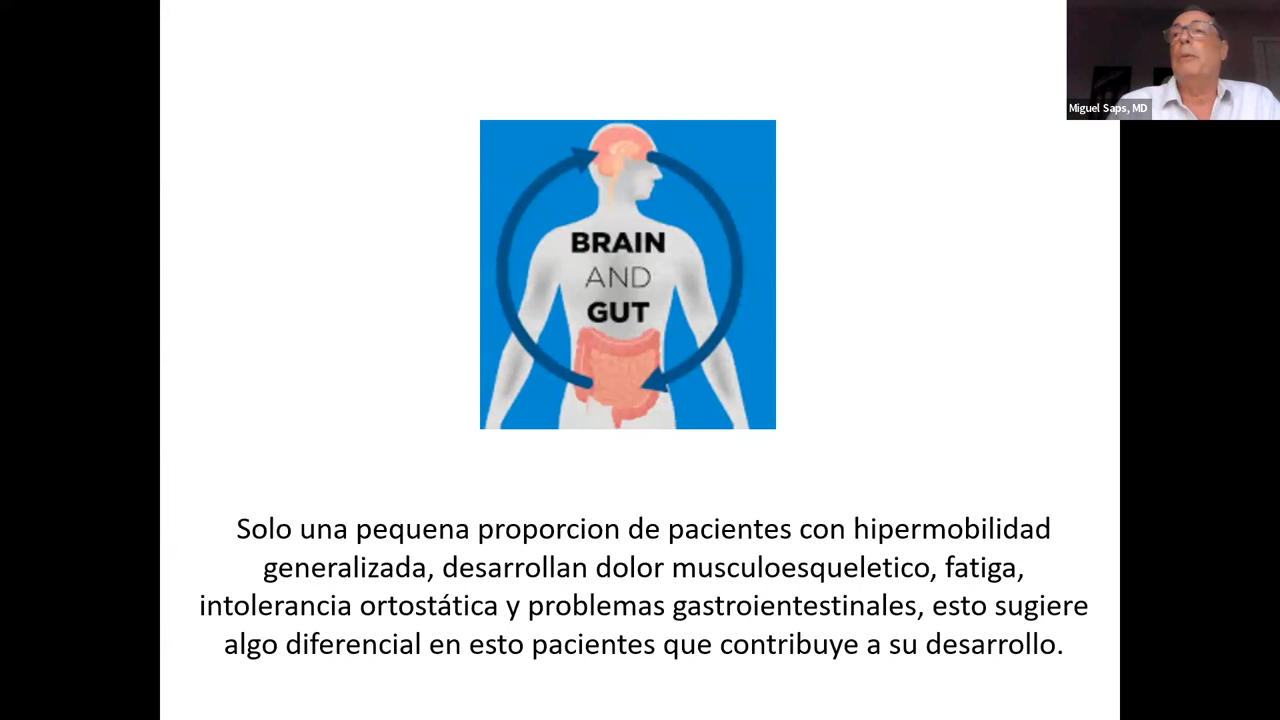 Miguel Saps, MD
BRAIN
AND
GUT
Solo una pequena proporcion de pacientes con hipermobilidad
generalizada, desarrollan dolor musculoesqueletico, fatiga,
intolerancia ortostática y problemas gastroientestinales, esto sugiere
algo diferencial en esto pacientes que contribuye a su desarrollo.